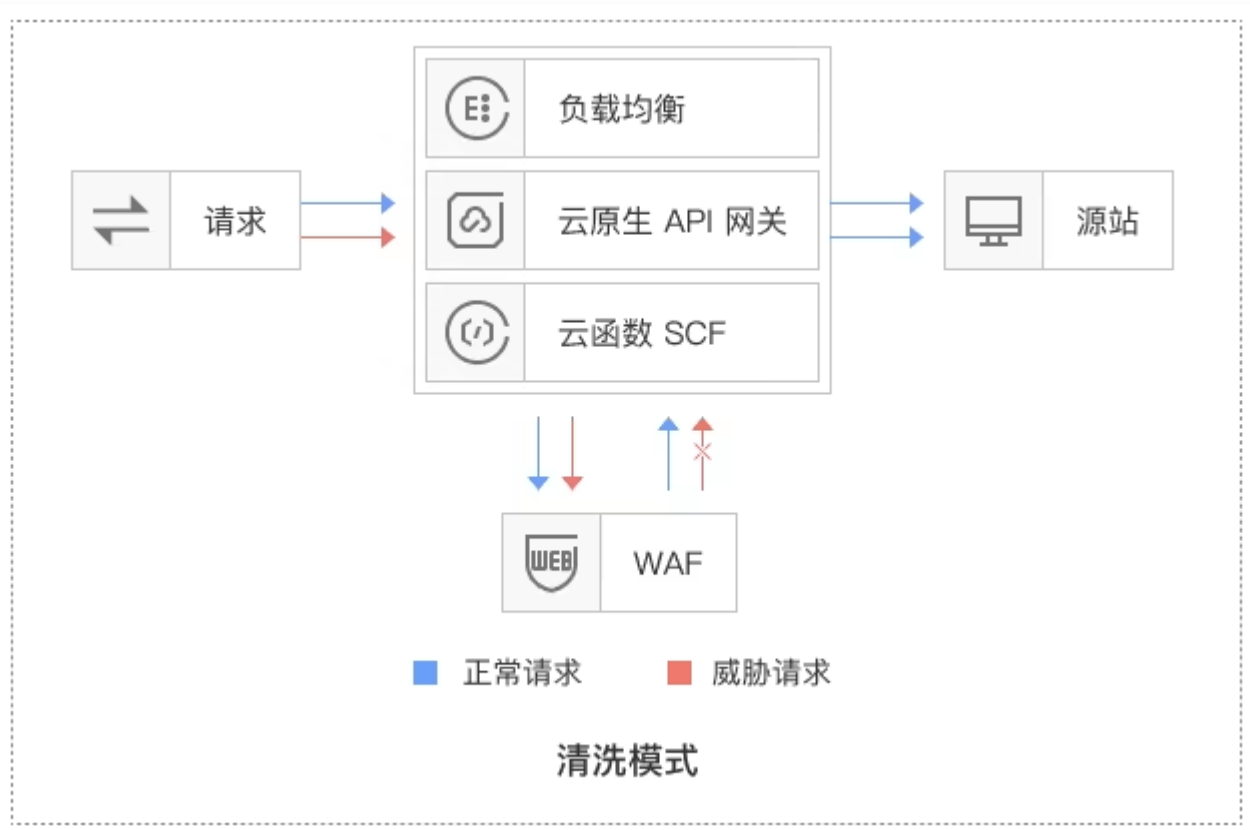 负载均衡
请求
云原生 API 网关
源站
云函数 SCF
WEB
WAF
正常请求
威胁请求
清洗模式